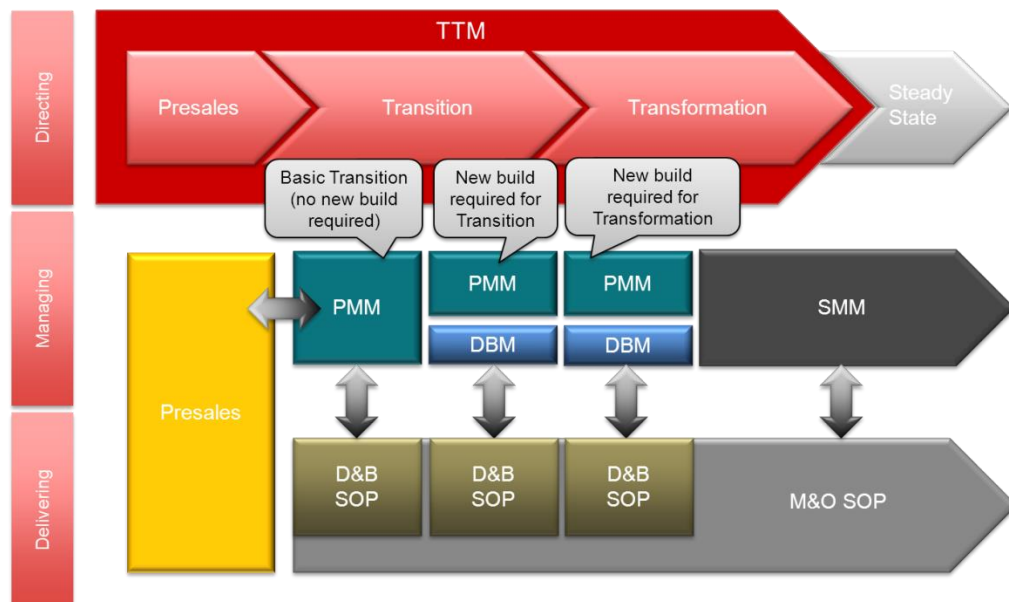 Directing
TTM
Presales
Transition
Transformation
Steady
State
Basic Transition
(no new build
required)
New build
required for
Transition
New build
required for
Transformation
Managing
PMM
PMM
PMM
DBM
DBM
SMM
Presales
Delivering
D&B
SOP
D&B
SOP
D&B
SOP
M&O SOP